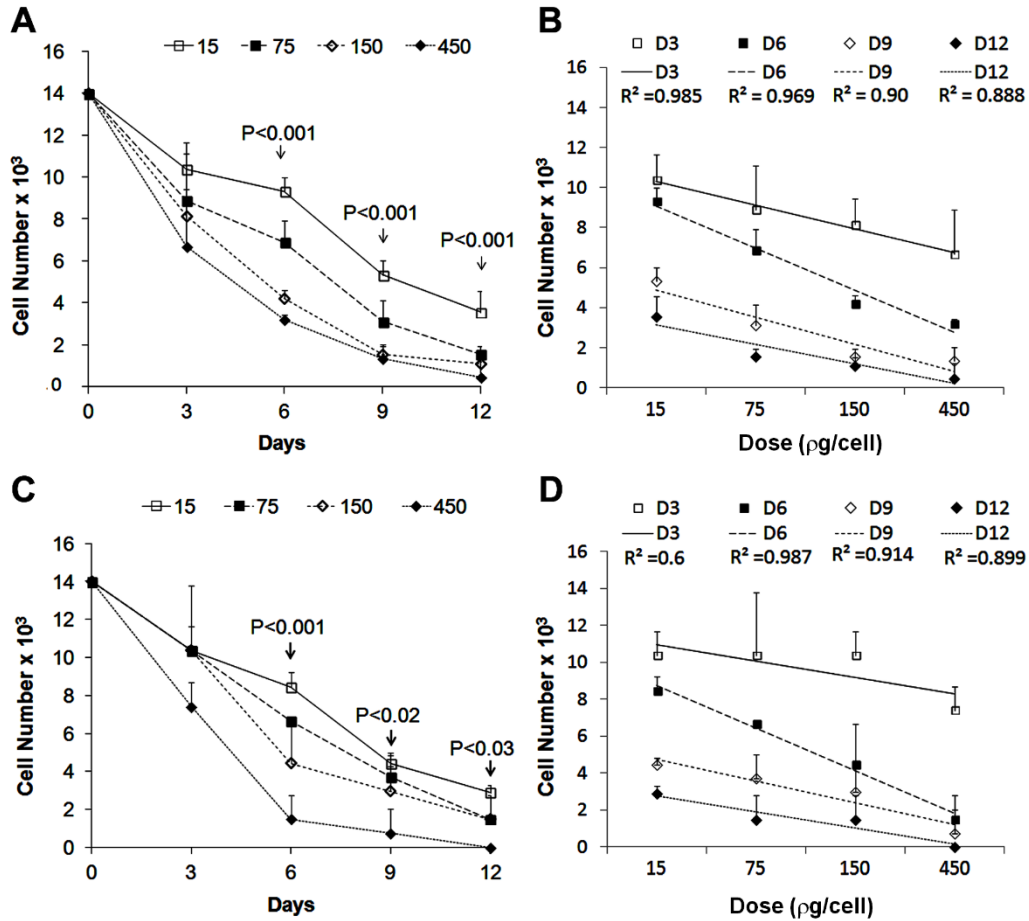 A
15 75 150 450
16
14
12
10
8
6
4
2
.0
0 3 6 9 12
Cell Number x 10³
Days
P<0.001
P<0.001
P<0.001
B
D3 D6 D9 D12
D3 D6 D9 D12
R² =0.985 R² =0.969 R² =0.90 R² =0.888
16
14
12
10
8
6
4
2
0
15 75 150 450
Cell Number x 10³
Dose (ρg/cell)
C
15 75 150 450
16
14
12
10
8
6
4
2
0
0 3 6 9 12
Cell Number x 10³
Days
P<0.001
P<0.02
P<0.03
D
D3 D6 D9 D12
D3 D6 D9 D12
R² =0.6 R² =0.987 R² =0.914 R² =0.899
16
14
12
10
8
6
4
2
0
15 75 150 450
Cell Number x 10³
Dose (ρg/cell)